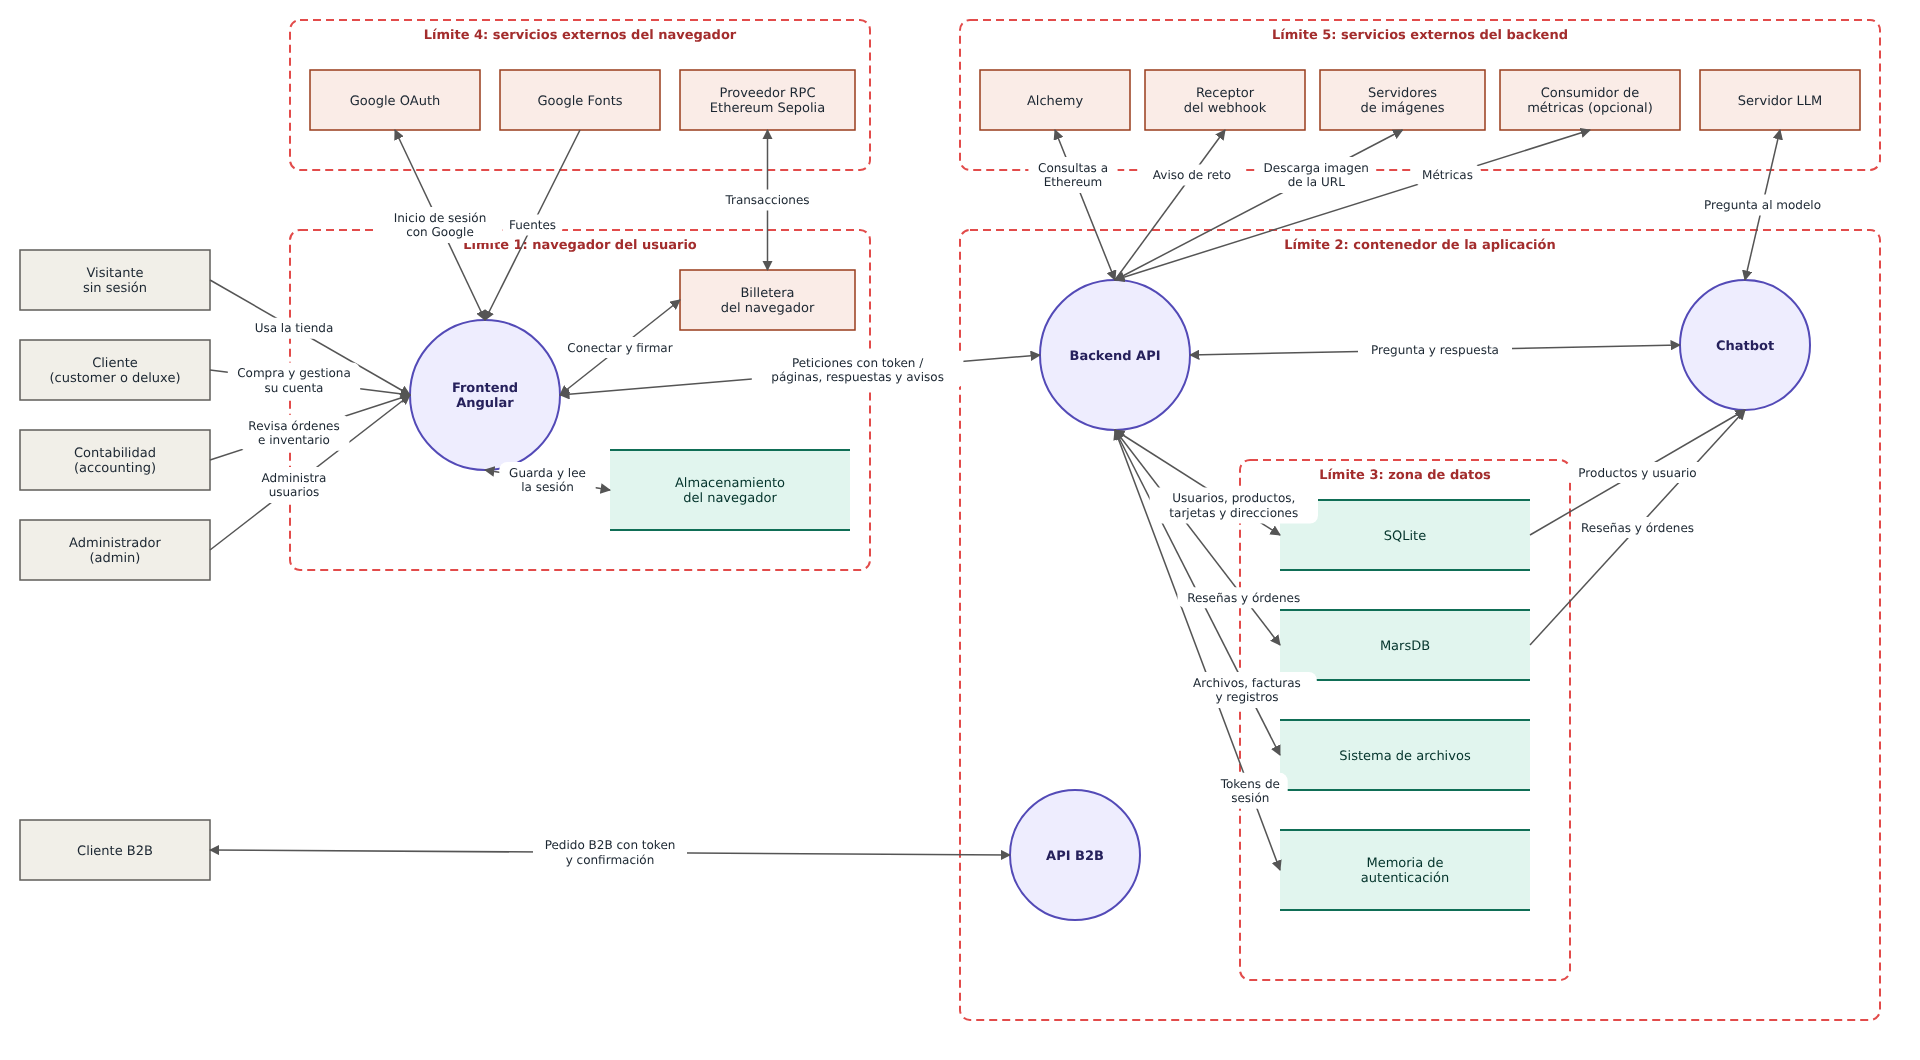 Límite 4: servicios externos del navegador
Google OAuth
Google Fonts
Proveedor RPC
Ethereum Sepolia
Límite 5: servicios externos del backend
Alchemy
Receptor
del webhook
Servidores
de imágenes
Consumidor de
métricas (opcional)
Servidor LLM
Consultas a
Ethereum
Aviso de reto
Descarga imagen
de la URL
Métricas
Pregunta al modelo
Transacciones
Inicio de sesión
con Google
Fuentes
Límite 1: navegador del usuario
Límite 2: contenedor de la aplicación
Visitante
sin sesión
Cliente
(customer o deluxe)
Contabilidad
(accounting)
Administrador
(admin)
Usa la tienda
Compra y gestiona
su cuenta
Revisa órdenes
e inventario
Administra
usuarios
Frontend
Angular
Billetera
del navegador
Conectar y firmar
Peticiones con token /
páginas, respuestas y avisos
Guarda y lee
la sesión
Almacenamiento
del navegador
Backend API
Pregunta y respuesta
Chatbot
Límite 3: zona de datos
Usuarios, productos,
tarjetas y direcciones
SQLite
Productos y usuario
Reseñas y órdenes
Reseñas y órdenes
MarsDB
Archivos, facturas
y registros
Sistema de archivos
Tokens de
sesión
Memoria de
autenticación
Cliente B2B
Pedido B2B con token
y confirmación
API B2B